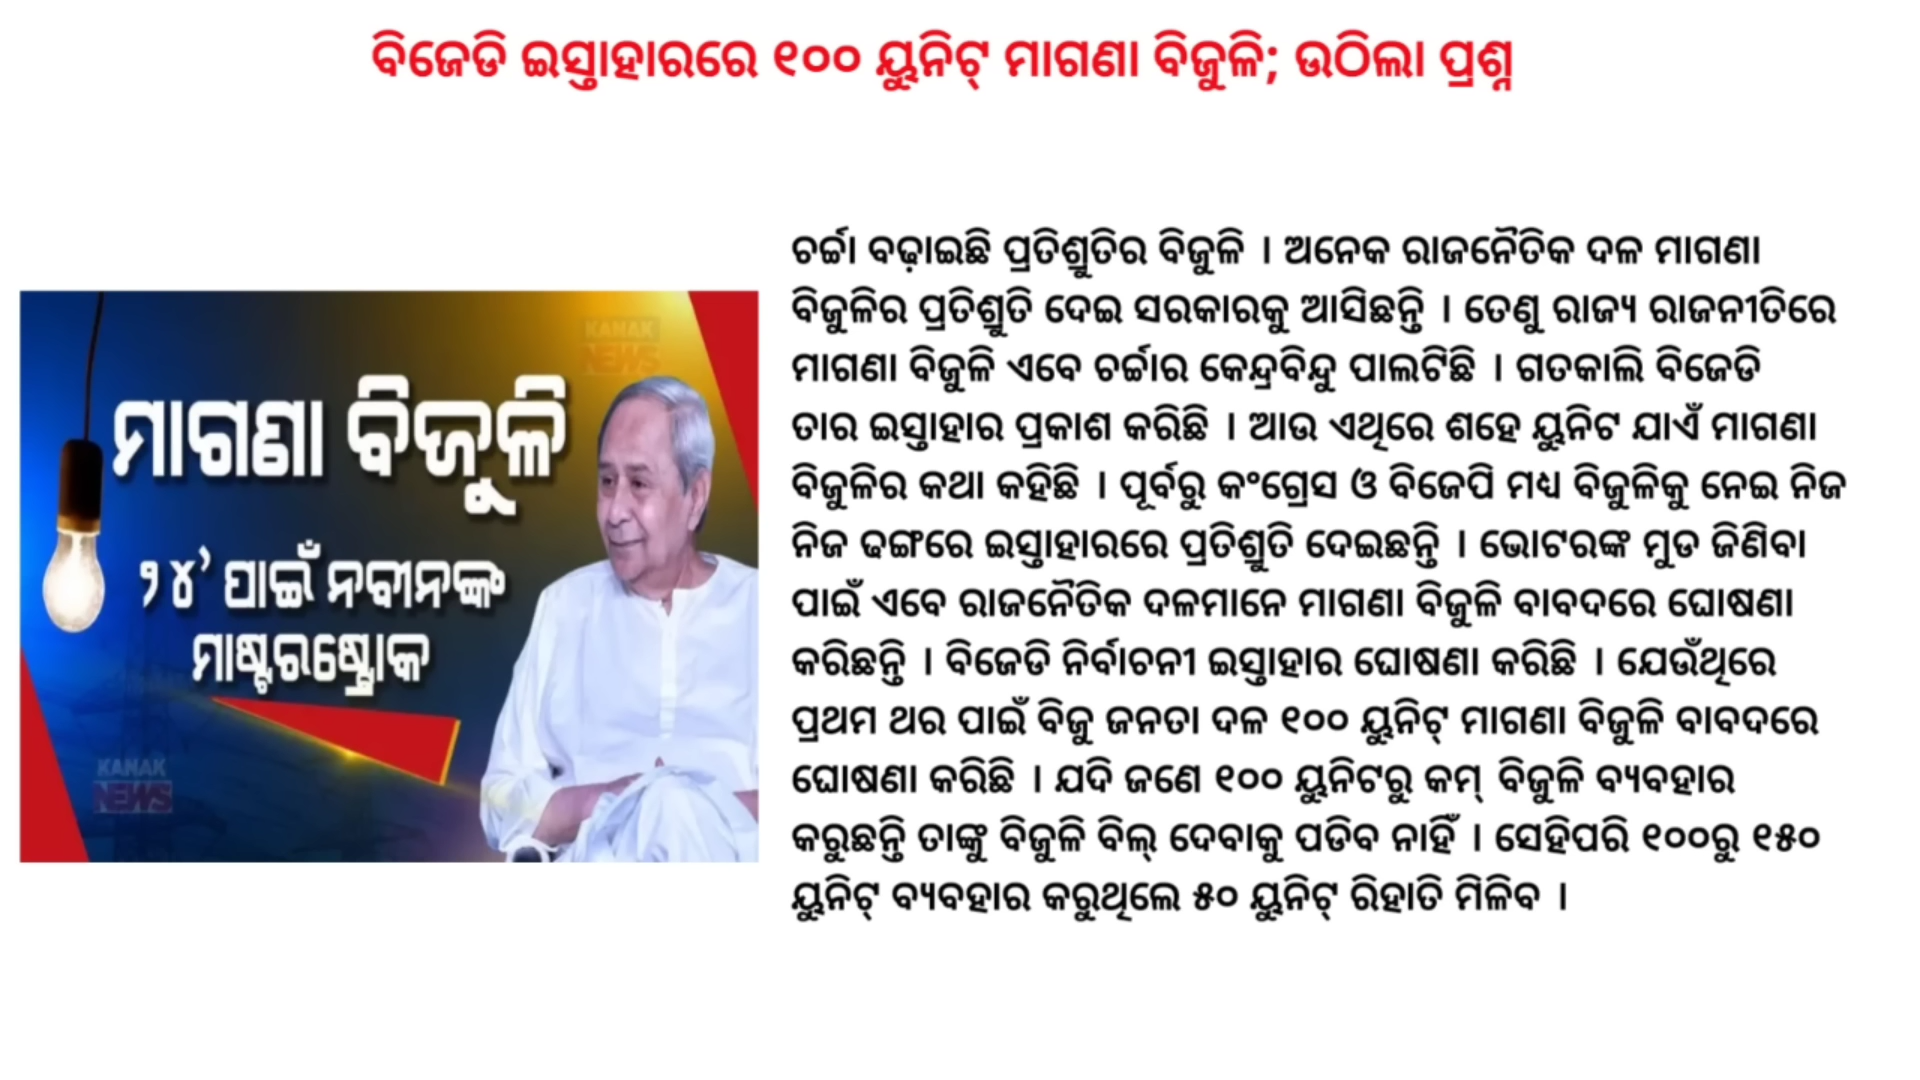 ବିଜେଡି ଇସ୍ତାହାରରେ ୧୦୦ ୟୁନିଟ୍ ମାଗଣା ବିଜୁଳି; ଉଠିଲା ପ୍ରଶ୍ନ
KANAK
NEWS
ମାଗଣା ବିଜୁଳି
୨୪' ପାଇଁ ନବୀନଙ୍କ
ମାଷ୍ଟରଷ୍ଟ୍ରୋକ
KANAK
NEWS
ଚର୍ଚ୍ଚା ବଢ଼ାଇଛି ପ୍ରତିଶ୍ରୁତିର ବିଜୁଳି । ଅନେକ ରାଜନୈତିକ ଦଳ ମାଗଣା
ବିଜୁଳିର ପ୍ରତିଶ୍ରୁତି ଦେଇ ସରକାରକୁ ଆସିଛନ୍ତି । ତେଣୁ ରାଜ୍ୟ ରାଜନୀତିରେ
ମାଗଣା ବିଜୁଳି ଏବେ ଚର୍ଚ୍ଚାର କେନ୍ଦ୍ରବିନ୍ଦୁ ପାଲଟିଛି । ଗତକାଲି ବିଜେଡି
ତାର ଇସ୍ତାହାର ପ୍ରକାଶ କରିଛି । ଆଉ ଏଥିରେ ଶହେ ୟୁନିଟ ଯାଏଁ ମାଗଣା
ବିଜୁଳିର କଥା କହିଛି । ପୂର୍ବରୁ କଂଗ୍ରେସ ଓ ବିଜେପି ମଧ୍ୟ ବିଜୁଳିକୁ ନେଇ ନିଜ
ନିଜ ଢଙ୍ଗରେ ଇସ୍ତାହାରରେ ପ୍ରତିଶ୍ରୁତି ଦେଇଛନ୍ତି । ଭୋଟରଙ୍କ ମୁଡ ଜିଣିବା
ପାଇଁ ଏବେ ରାଜନୈତିକ ଦଳମାନେ ମାଗଣା ବିଜୁଳି ବାବଦରେ ଘୋଷଣା
କରିଛନ୍ତି । ବିଜେଡି ନିର୍ବାଚନୀ ଇସ୍ତାହାର ଘୋଷଣା କରିଛି । ଯେଉଁଥିରେ
ପ୍ରଥମ ଥର ପାଇଁ ବିଜୁ ଜନତା ଦଳ ୧୦୦ ୟୁନିଟ୍ ମାଗଣା ବିଜୁଳି ବାବଦରେ
ଘୋଷଣା କରିଛି । ଯଦି ଜଣେ ୧୦୦ ୟୁନିଟରୁ କମ୍ ବିଜୁଳି ବ୍ୟବହାର
କରୁଛନ୍ତି ତାଙ୍କୁ ବିଜୁଳି ବିଲ୍ ଦେବାକୁ ପଡିବ ନାହିଁ । ସେହିପରି ୧୦୦ରୁ ୧୫୦
ୟୁନିଟ୍ ବ୍ୟବହାର କରୁଥିଲେ ୫୦ ୟୁନିଟ୍ ରିହାତି ମିଳିବ ।